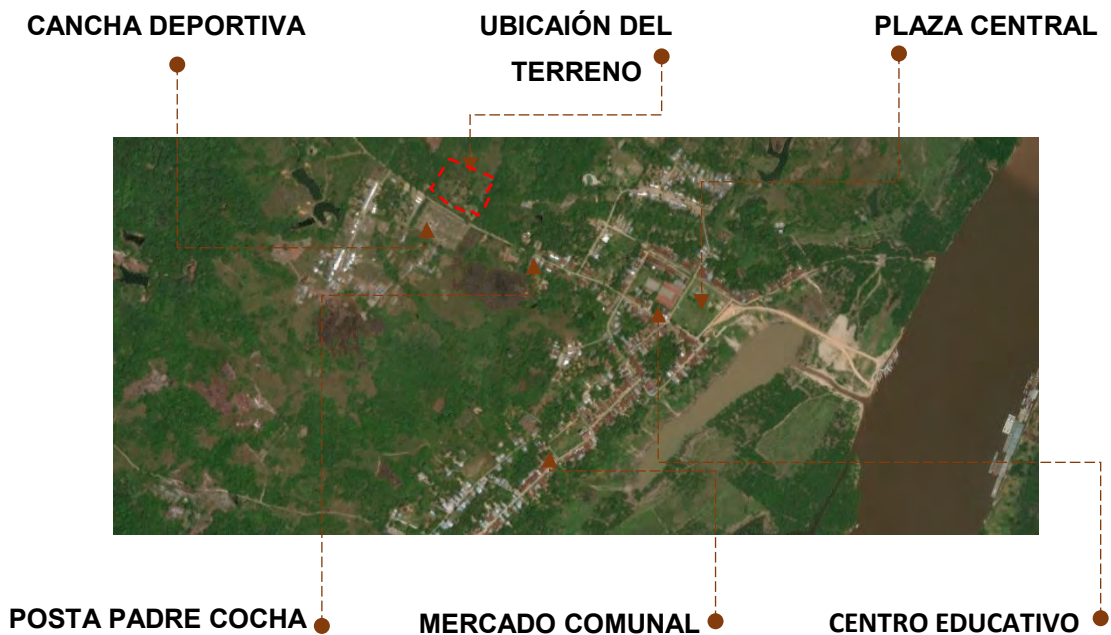 CANCHA DEPORTIVA
UBICAIÓN DEL
TERRENO
PLAZA CENTRAL
POSTA PADRE COCHA
MERCADO COMUNAL
CENTRO EDUCATIVO